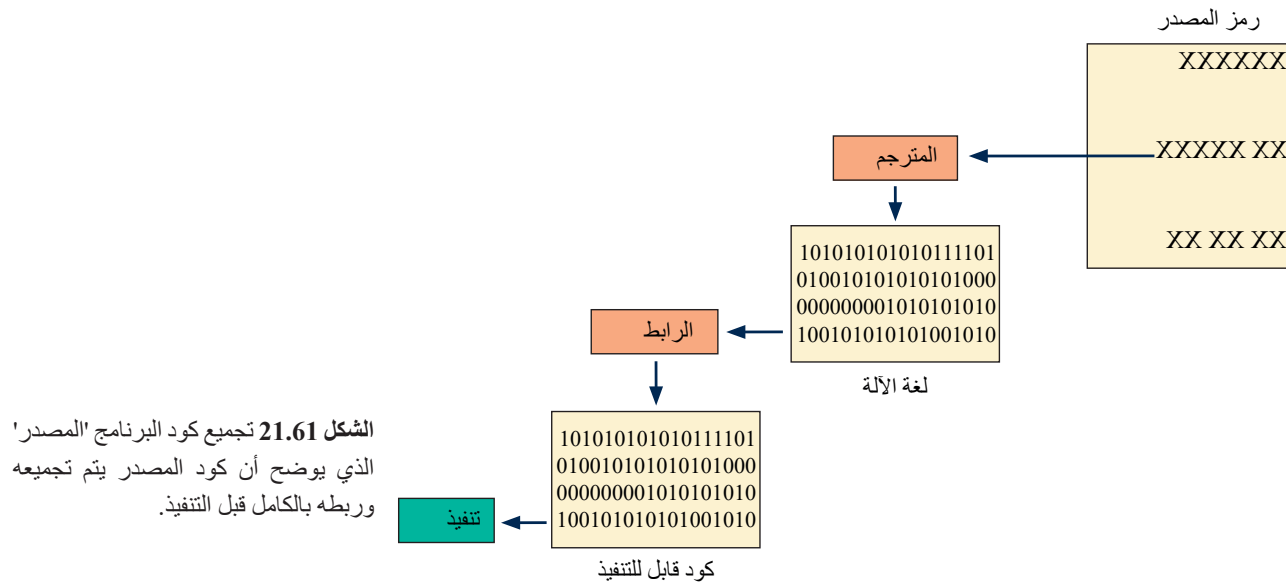 رمز المصدر
XXXXXX
XXXXX XX
XX XX XX
المترجم
101010101010111101
010010101010101000
000000001010101010
100101010101001010
لغة الآلة
الرابط
101010101010111101
010010101010101000
000000001010101010
100101010101001010
كود قابل للتنفيذ
تنفيذ
الشكل 21.61 تجميع كود البرنامج 'المصدر'
الذي يوضح أن كود المصدر يتم تجميعه
وربطه بالكامل قبل التنفيذ.